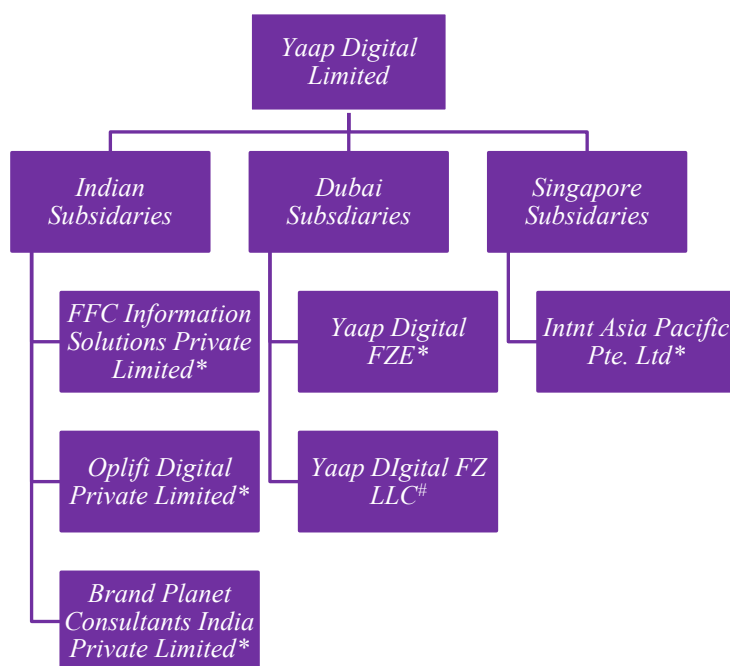 Yaap Digital
Limited
Indian
Subsidaries
Dubai
Subsdiaries
Singapore
Subsidaries
FFC Information
Solutions Private
Limited*
Yaap Digital
FZE*
Intnt Asia Pacific
Pte. Ltd*
Oplifi Digital
Private Limited*
Yaap DIgital FZ
LLC#
Brand Planet
Consultants India
Private Limited*